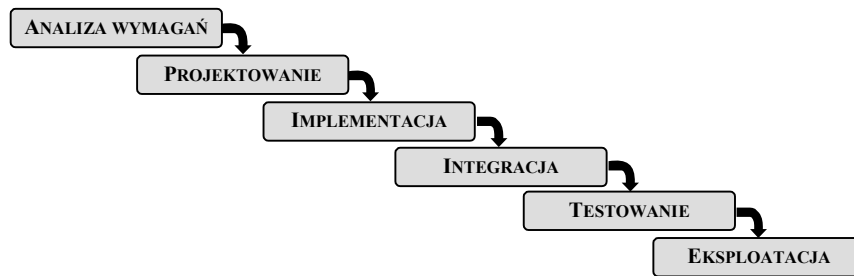 ANALIZA WYMAGAŃ
PROJEKTOWANIE
IMPLEMENTACJA
INTEGRACJA
TESTOWANIE
EKSPLOATACJA